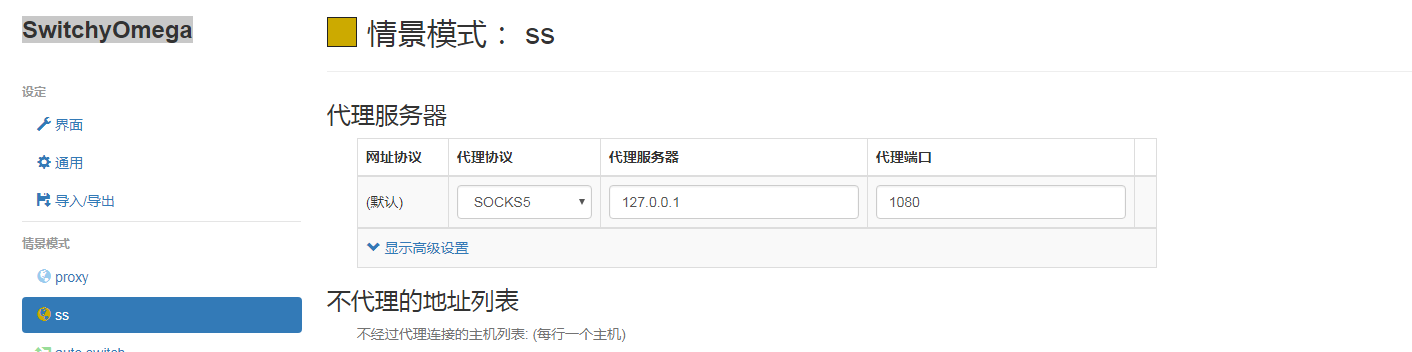 SwitchyOmega
设定
界面
通用
导入/导出
情景模式
proxy
ss
auto switch
情景模式： ss
代理服务器
网址协议 代理协议 代理服务器 代理端口
(默认) SOCKS5 127.0.0.1 1080
显示高级设置
不代理的地址列表
不经过代理连接的主机列表: (每行一个主机)